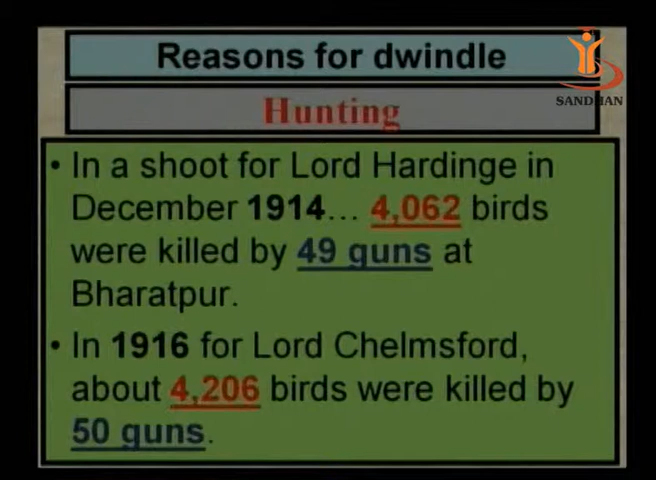 Reasons for dwindle
SANDHAN
Hunting
• In a shoot for Lord Hardinge in
December 1914... 4,062 birds
were killed by 49 guns at
Bharatpur.
• In 1916 for Lord Chelmsford,
about 4,206 birds were killed by
50 guns.